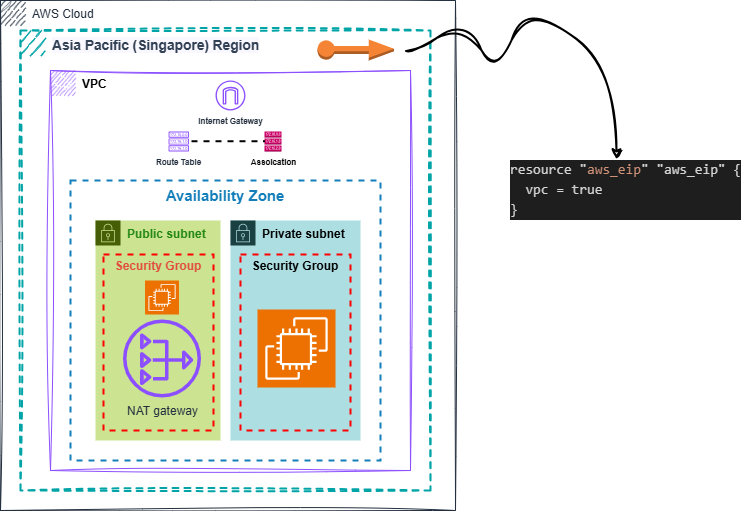 AWS Cloud
Asia Pacific (Singapore) Region
VPC
Internet Gateway
Route Table
Assoication
Availability Zone
Public subnet
Private subnet
Security Group
Security Group
NAT gateway
resource "aws_eip" "aws_eip" {
vpc = true
}